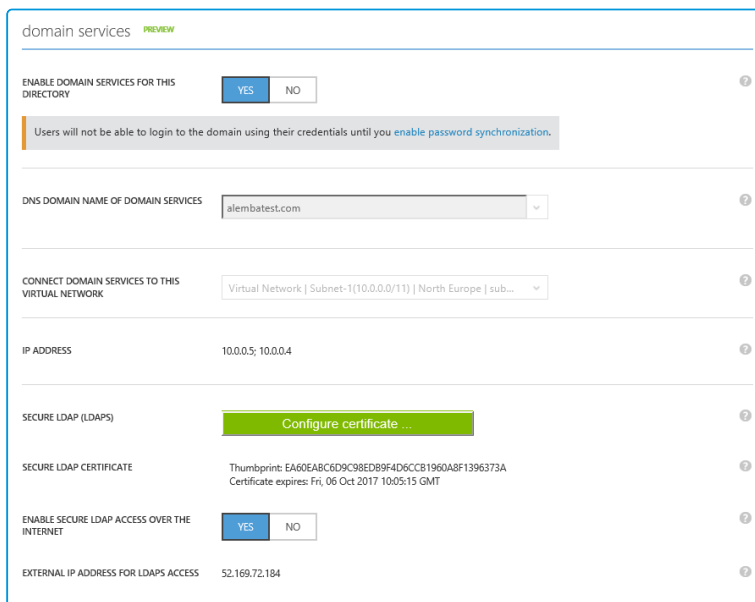 domain services PREVIEW
ENABLE DOMAIN SERVICES FOR THIS
DIRECTORY
YES NO
Users will not be able to login to the domain using their credentials until you enable password synchronization.
DNS DOMAIN NAME OF DOMAIN SERVICES
alembatest.com
CONNECT DOMAIN SERVICES TO THIS
VIRTUAL NETWORK
Virtual Network | Subnet-1(10.0.0.0/11) | North Europe | sub...
IP ADDRESS
10.0.0.5; 10.0.0.4
SECURE LDAP (LDAPS)
Configure certificate ...
SECURE LDAP CERTIFICATE
Thumbprint: EA60EABC6D9C98EDB9F4D6CCB1960A8F1396373A
Certificate expires: Fri, 06 Oct 2017 10:05:15 GMT
ENABLE SECURE LDAP ACCESS OVER THE
INTERNET
YES NO
EXTERNAL IP ADDRESS FOR LDAPS ACCESS
52.169.72.184